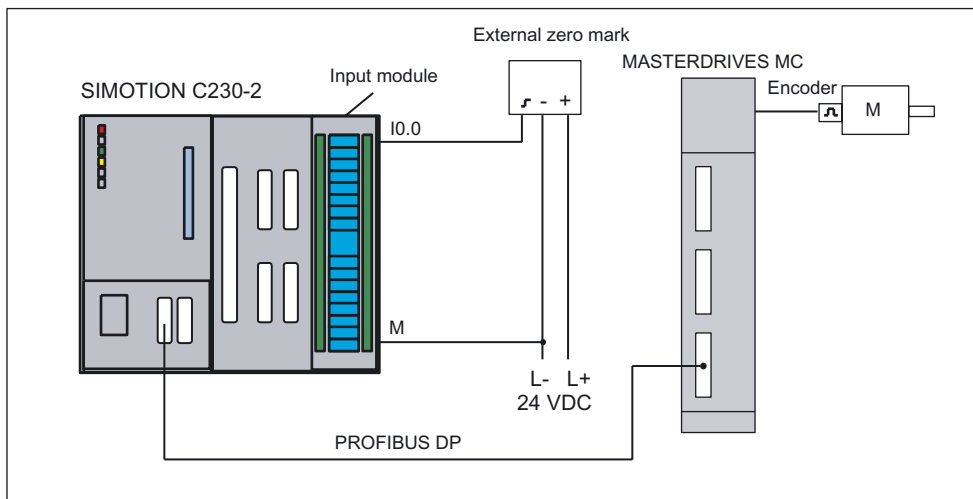 External zero mark
MASTERDRIVES MC
Input module
SIMOTION C230-2
Encoder
- +
M
I0.0
M
L- L+
24 VDC
PROFIBUS DP